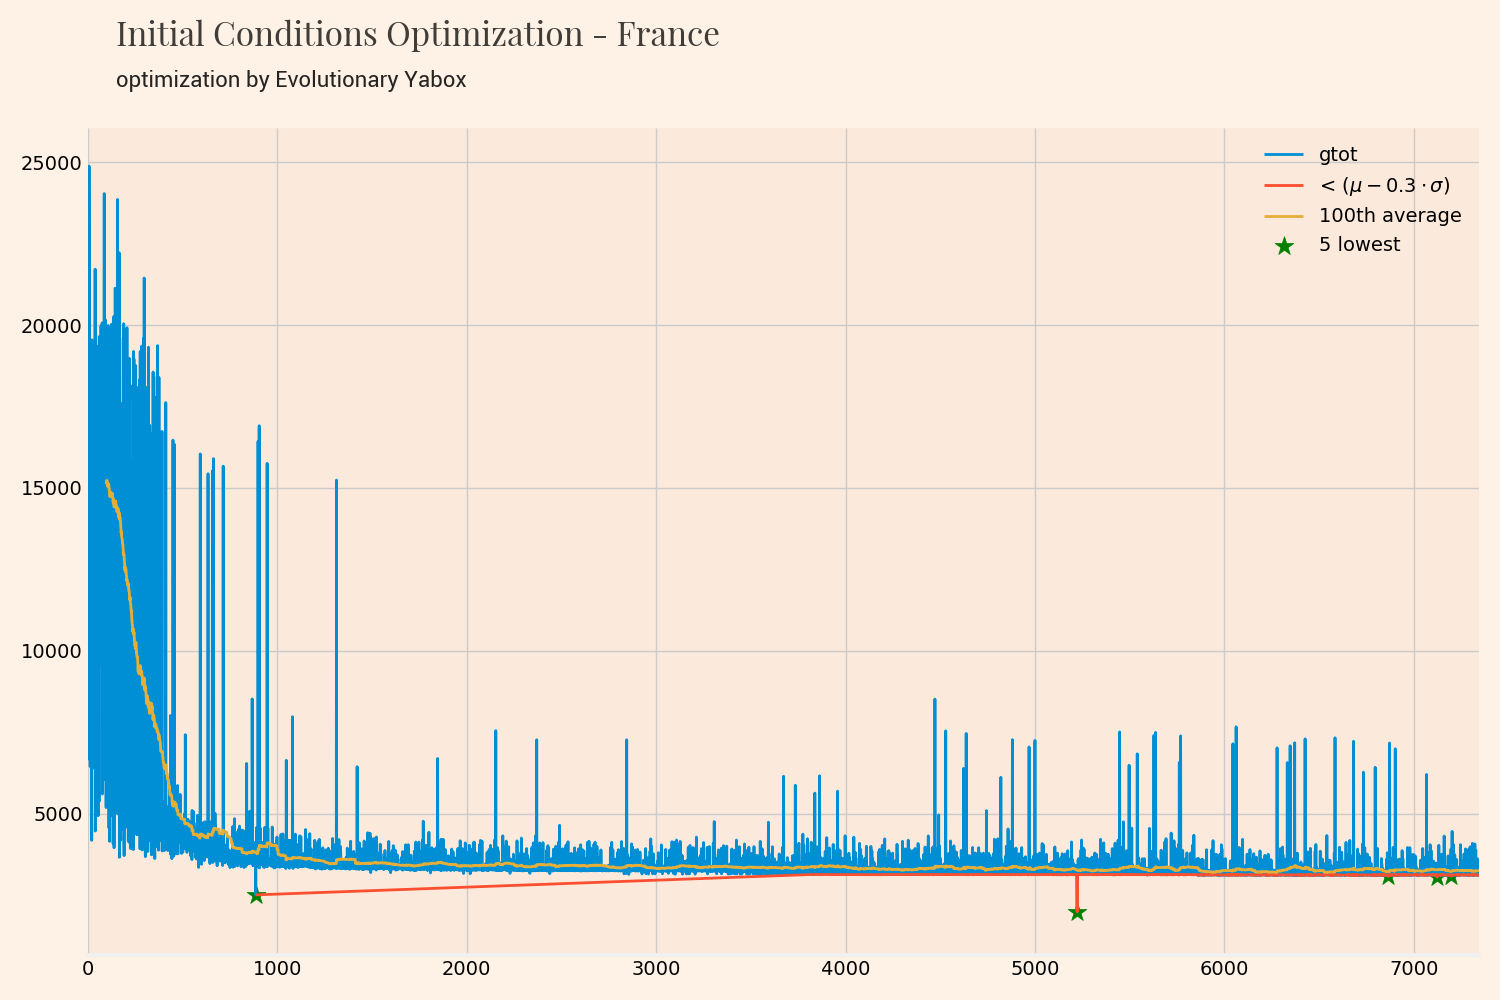 Initial Conditions Optimization - France
optimization by Evolutionary Yabox
gtot
< (μ − 0.3 · σ)
100th average
5 lowest
25000
20000
15000
10000
5000
0 1000 2000 3000 4000 5000 6000 7000